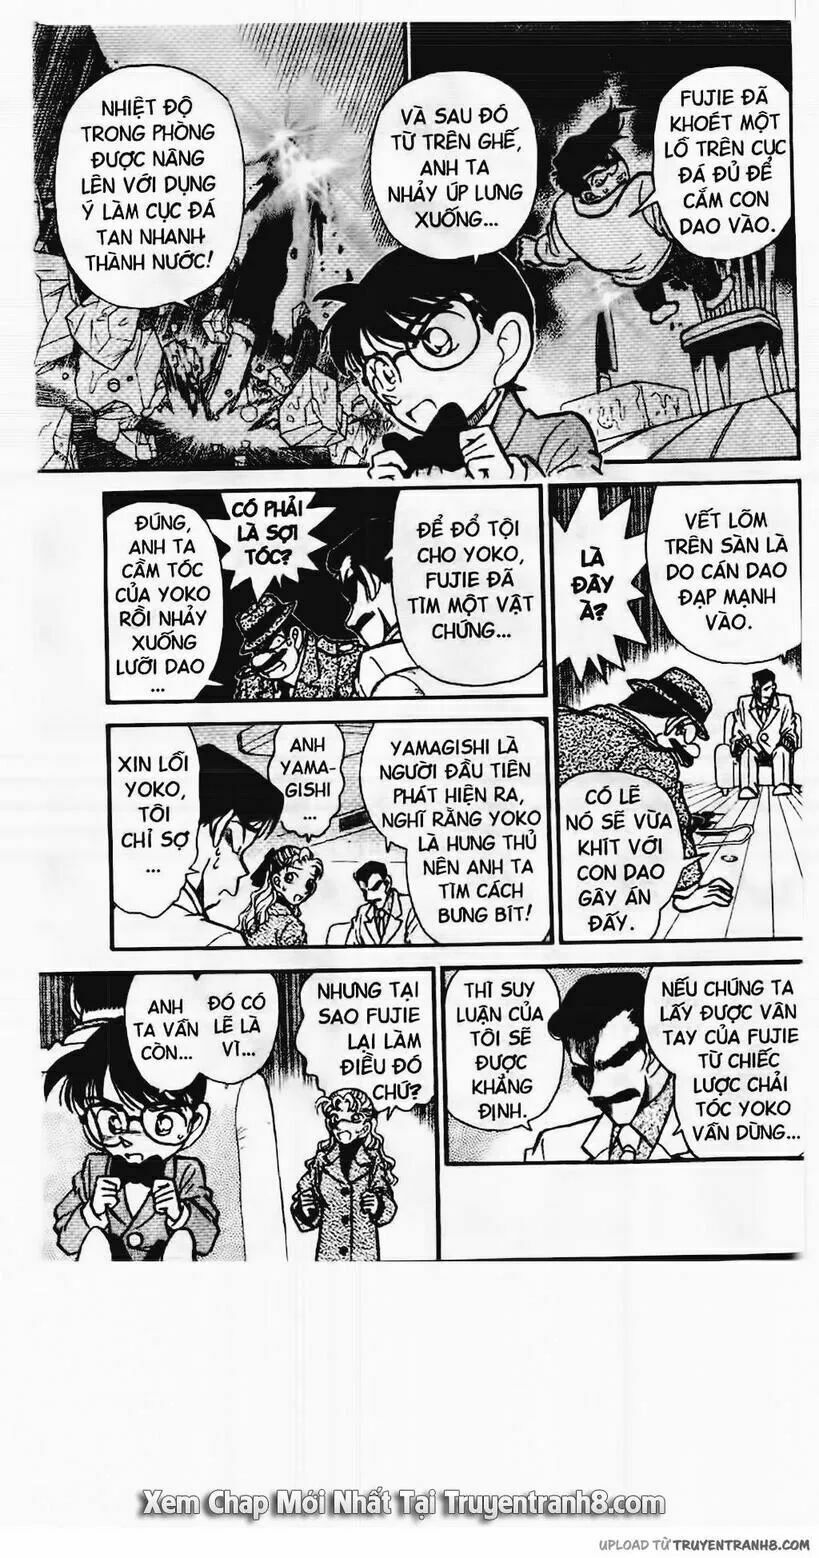 FUJIE ĐÃ
KHOÉT MỘT
LỖ TRÊN CỤC
ĐÁ ĐỦ ĐỂ
CẮM CON
DAO VÀO.
VÀ SAU ĐÓ
TỪ TRÊN GHẾ,
ANH TA
NHẢY ÚP LƯNG
XUỐNG...
NHIỆT ĐỘ
TRONG PHÒNG
ĐƯỢC NÂNG
LÊN VỚI DỤNG
Ý LÀM CỤC ĐÁ
TAN NHANH
THÀNH NƯỚC!
VẾT LÕM
TRÊN SÀN LÀ
DO CÁN DAO
ĐẠP MẠNH
VÀO.
LÀ
ĐÂY
À?
CÓ LẼ
NÓ SẼ VỪA
KHÍT VỚI
CON DAO
GÂY ÁN
ĐẤY.
ĐỂ ĐỔ TỘI
CHO YOKO,
FUJIE ĐÃ
TÌM MỘT VẬT
CHỨNG...
CÓ PHẢI
LÀ SỢI
TÓC?
ĐÚNG,
ANH TA
CẦM TÓC
CỦA YOKO
RỒI NHẢY
XUỐNG
LƯỠI DAO
...
YAMAGISHI LÀ
NGƯỜI ĐẦU TIÊN
PHÁT HIỆN RA,
NGHĨ RẰNG YOKO
LÀ HUNG THỦ
NÊN ANH TA
TÌM CÁCH
BƯNG BÍT!
ANH
YAMA-
GISHI
...
XIN LỖI
YOKO,
TÔI
CHỈ SỢ
...
NẾU CHÚNG TA
LẤY ĐƯỢC VÂN
TAY CỦA FUJIE
TỪ CHIẾC
LƯỢC CHẢI
TÓC YOKO
VẪN DÙNG...
THÌ SUY
LUẬN CỦA
TÔI SẼ
ĐƯỢC
KHẲNG
ĐỊNH.
NHƯNG TẠI
SAO FUJIE
LẠI LÀM
ĐIỀU ĐÓ
CHỨ?
ĐÓ CÓ
LẼ LÀ
VÌ...
ANH
TA VẪN
CÒN...
Xem Chap Mới Nhất Tại Truyentranh8.com
UPLOAD TỪ TRUYENTRANH8.COM